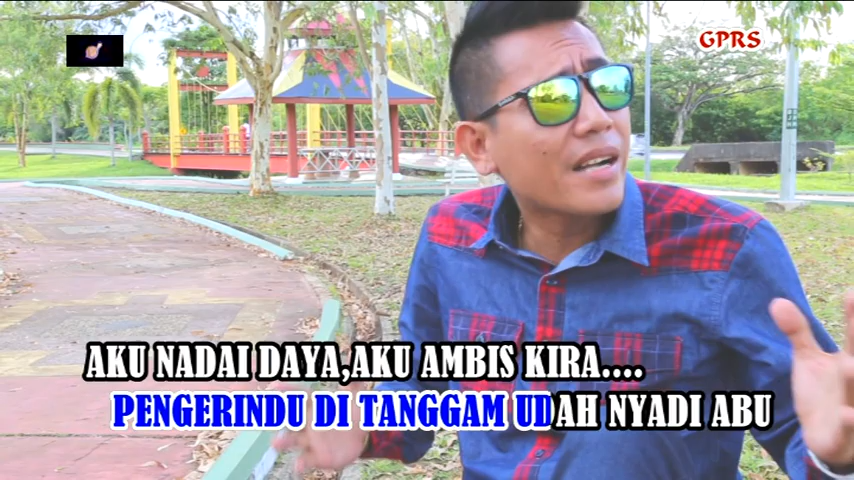 GPRS
AKU NADAI DAYA,AKU AMBIS KIRA....
PENGERINDU DI TANGGAM UDAH NYADI ABU